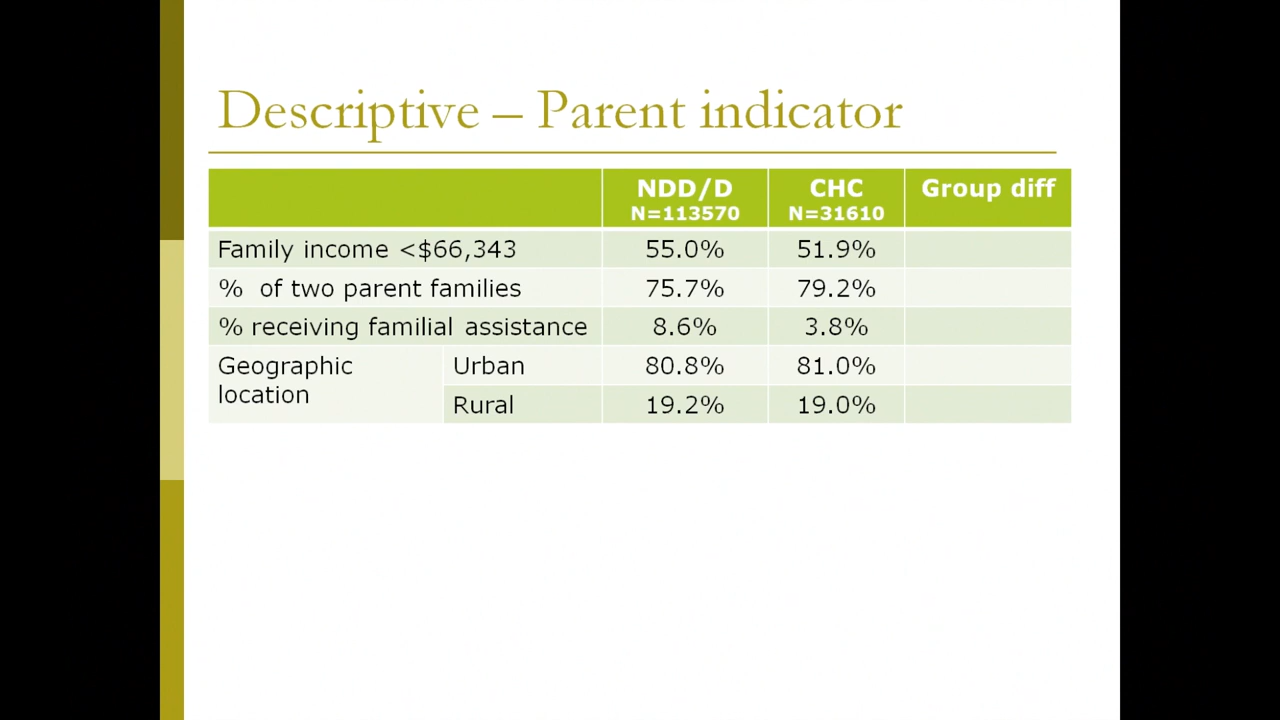 Descriptive – Parent indicator
NDD/D CHC Group diff
N=113570 N=31610
Family income <$66,343 55.0% 51.9%
% of two parent families 75.7% 79.2%
% receiving familial assistance 8.6% 3.8%
Geographic location Urban 80.8% 81.0%
Rural 19.2% 19.0%